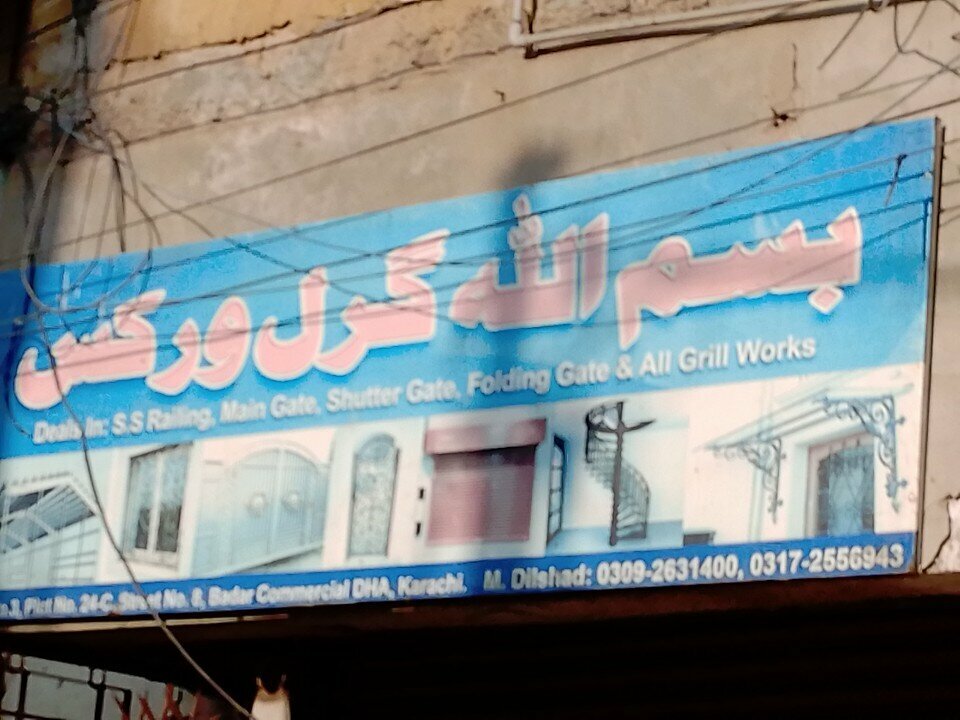 بسم اللہ گرل ورکس
Deals In: S.S Railing, Main Gate, Shutter Gate, Folding Gate & All Grill Works
Plot No. 24-C, Street No. 8, Badar Commercial DHA, Karachi. M. Dilshad: 0309-2631400, 0317-2556943